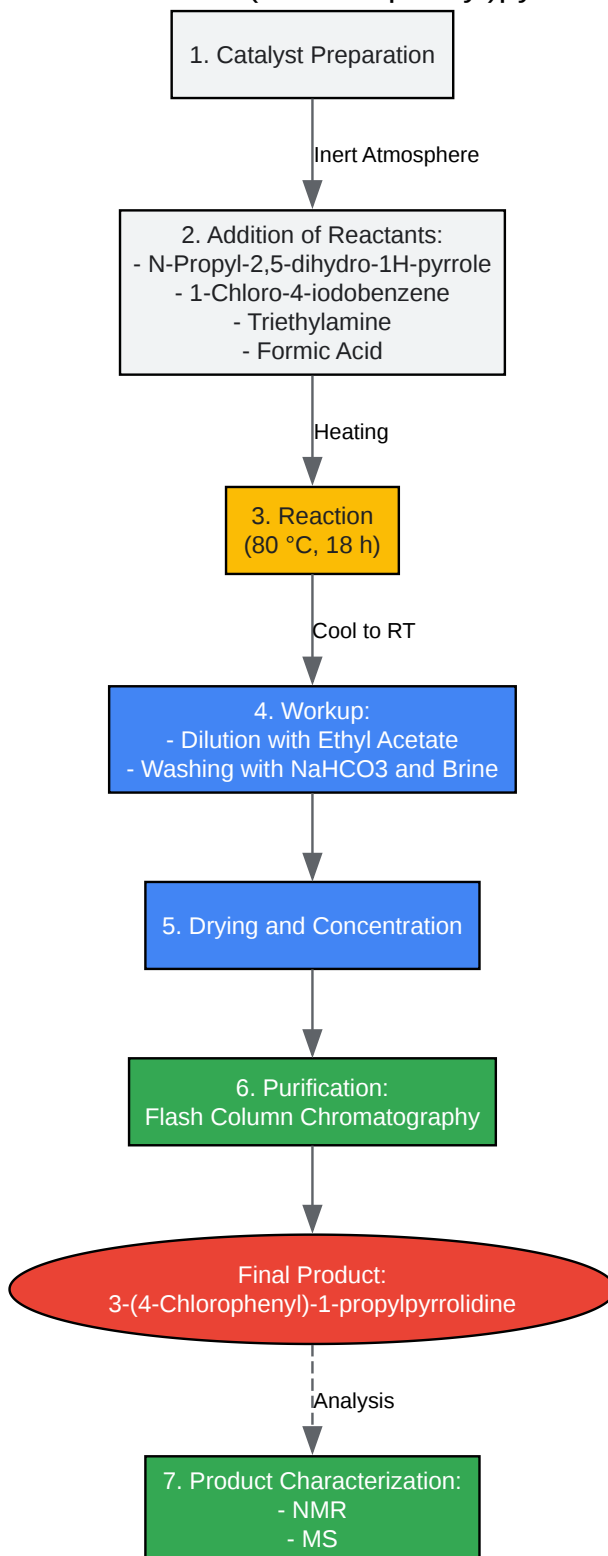 1. Catalyst Preparation
Inert Atmosphere
2. Addition of Reactants:
- N-Propyl-2,5-dihydro-1H-pyrrole
- 1-Chloro-4-iodobenzene
- Triethylamine
- Formic Acid
Heating
3. Reaction
(80 °C, 18 h)
Cool to RT
4. Workup:
- Dilution with Ethyl Acetate
- Washing with NaHCO3 and Brine
5. Drying and Concentration
6. Purification:
Flash Column Chromatography
Final Product:
3-(4-Chlorophenyl)-1-propylpyrrolidine
Analysis
7. Product Characterization:
- NMR
- MS